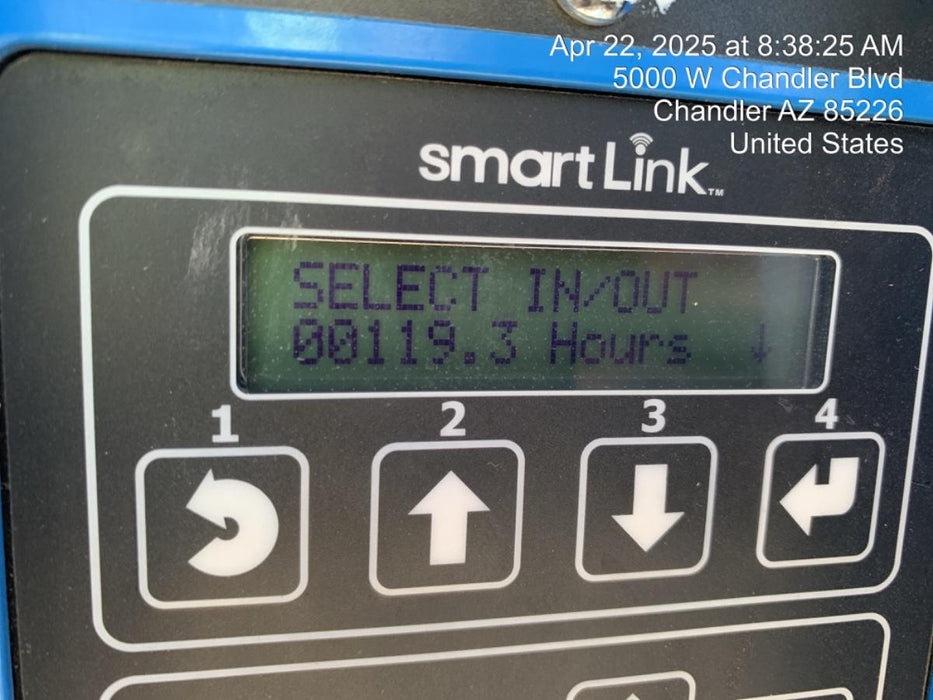 Apr 22, 2025 at 8:38:25 AM
5000 W Chandler Blvd
Chandler AZ 85226
United States
smartLink™
SELECT IN/OUT
00119.3 Hours ↓
1 2 3 4